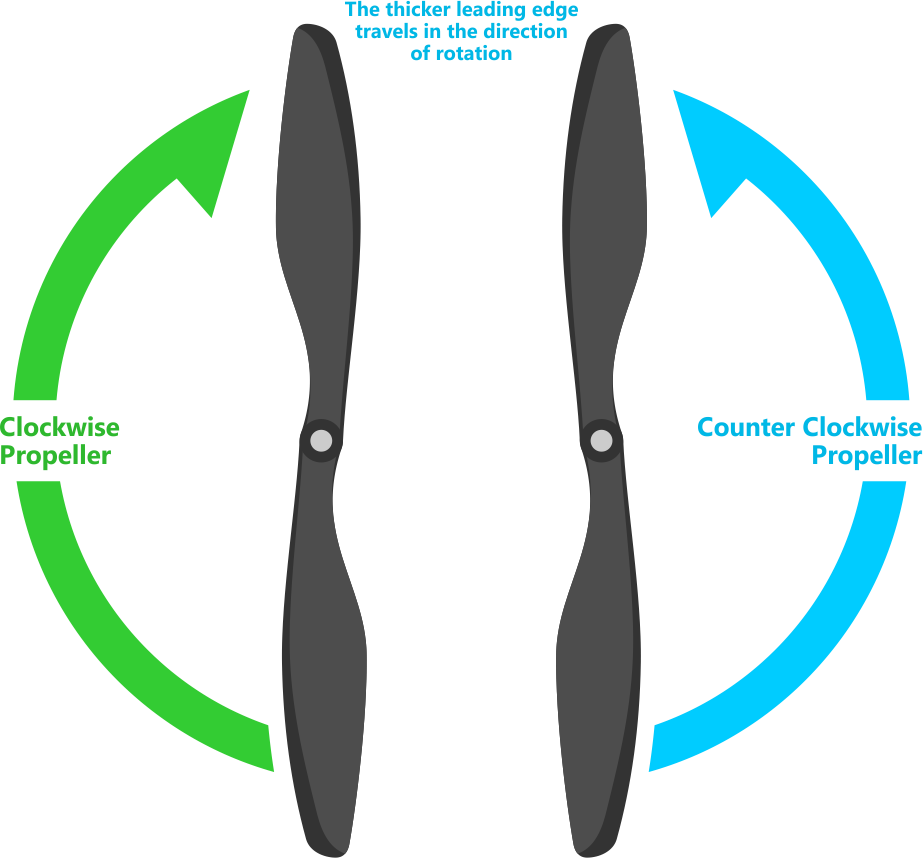 The thicker leading edge
travels in the direction
of rotation
Clockwise
Propeller
Counter Clockwise
Propeller